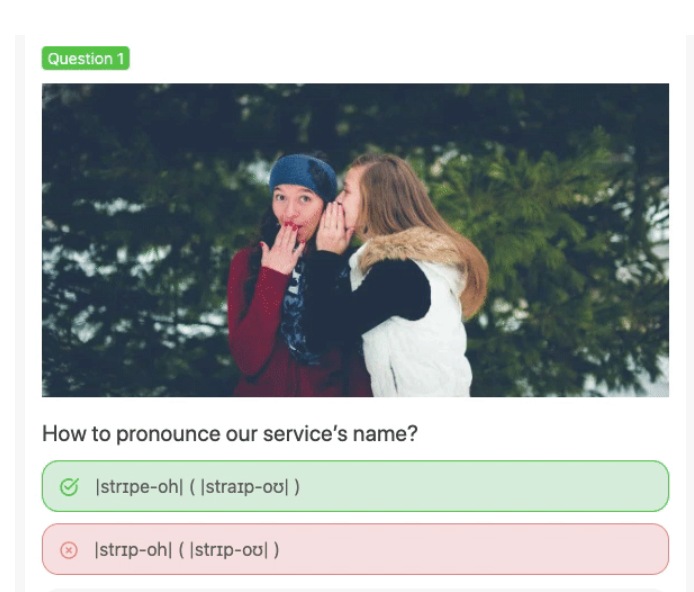 Question 1
How to pronounce our service’s name?
|strɪpe-oh| ( |straɪp-oʊ| )
|strɪp-oh| ( |strɪp-oʊ| )